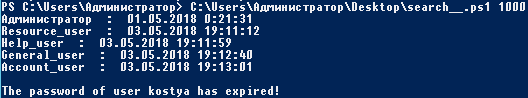 PS C:\Users\Администратор> C:\Users\Администратор\Desktop\search__.ps1 1000
Администратор  :  01.05.2018 0:21:31
Resource_user  :  03.05.2018 19:11:12
Help_user  :  03.05.2018 19:11:59
General_user  :  03.05.2018 19:12:40
Account_user  :  03.05.2018 19:13:01
The password of user kostya has expired!